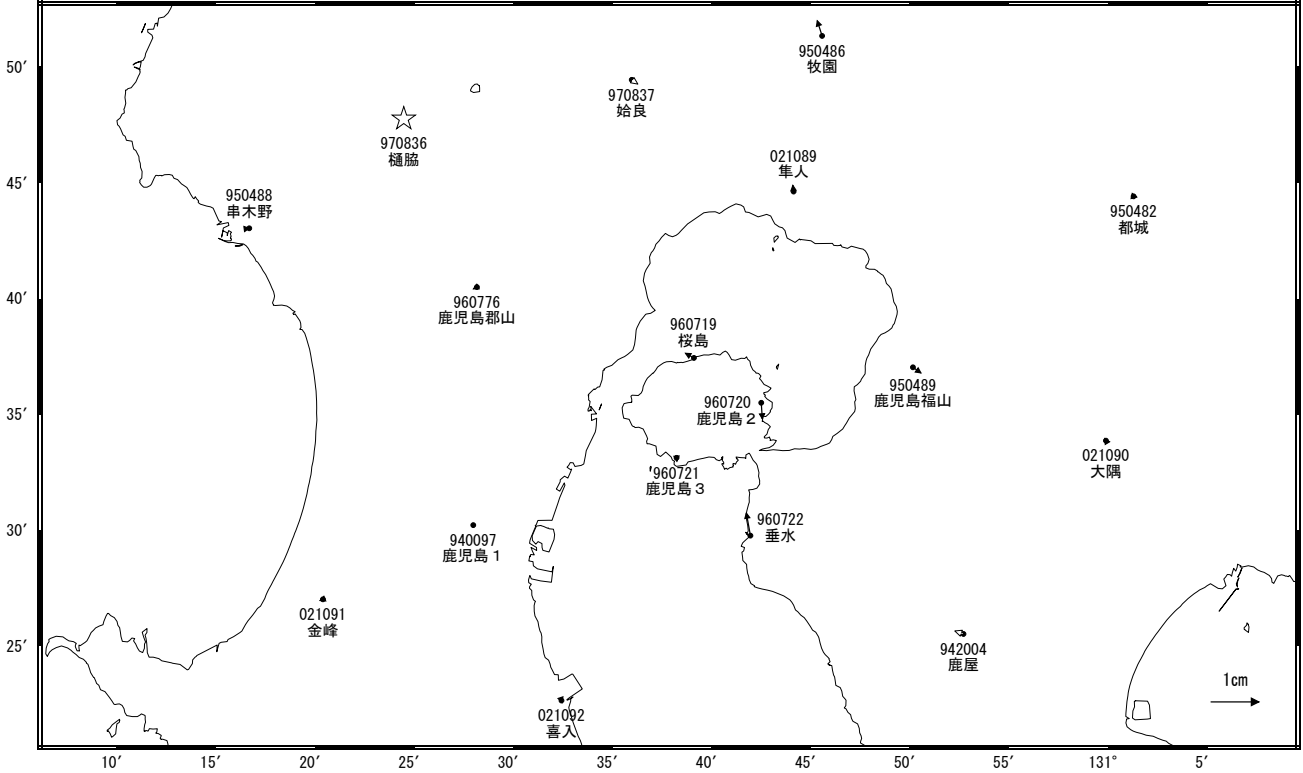 950486
牧園
50′
970837
姶良
970836
樋脇
021089
隼人
45′
950488
串木野
950482
都城
40′
960776
鹿児島郡山
960719
桜島
950489
鹿児島福山
35′
960720
鹿児島２
021090
大隅
960721
鹿児島３
30′
940097
鹿児島１
960722
垂水
021091
金峰
25′
942004
鹿屋
1cm
021092
喜入
10′ 15′ 20′ 25′ 30′ 35′ 40′ 45′ 50′ 55′ 131° 5′